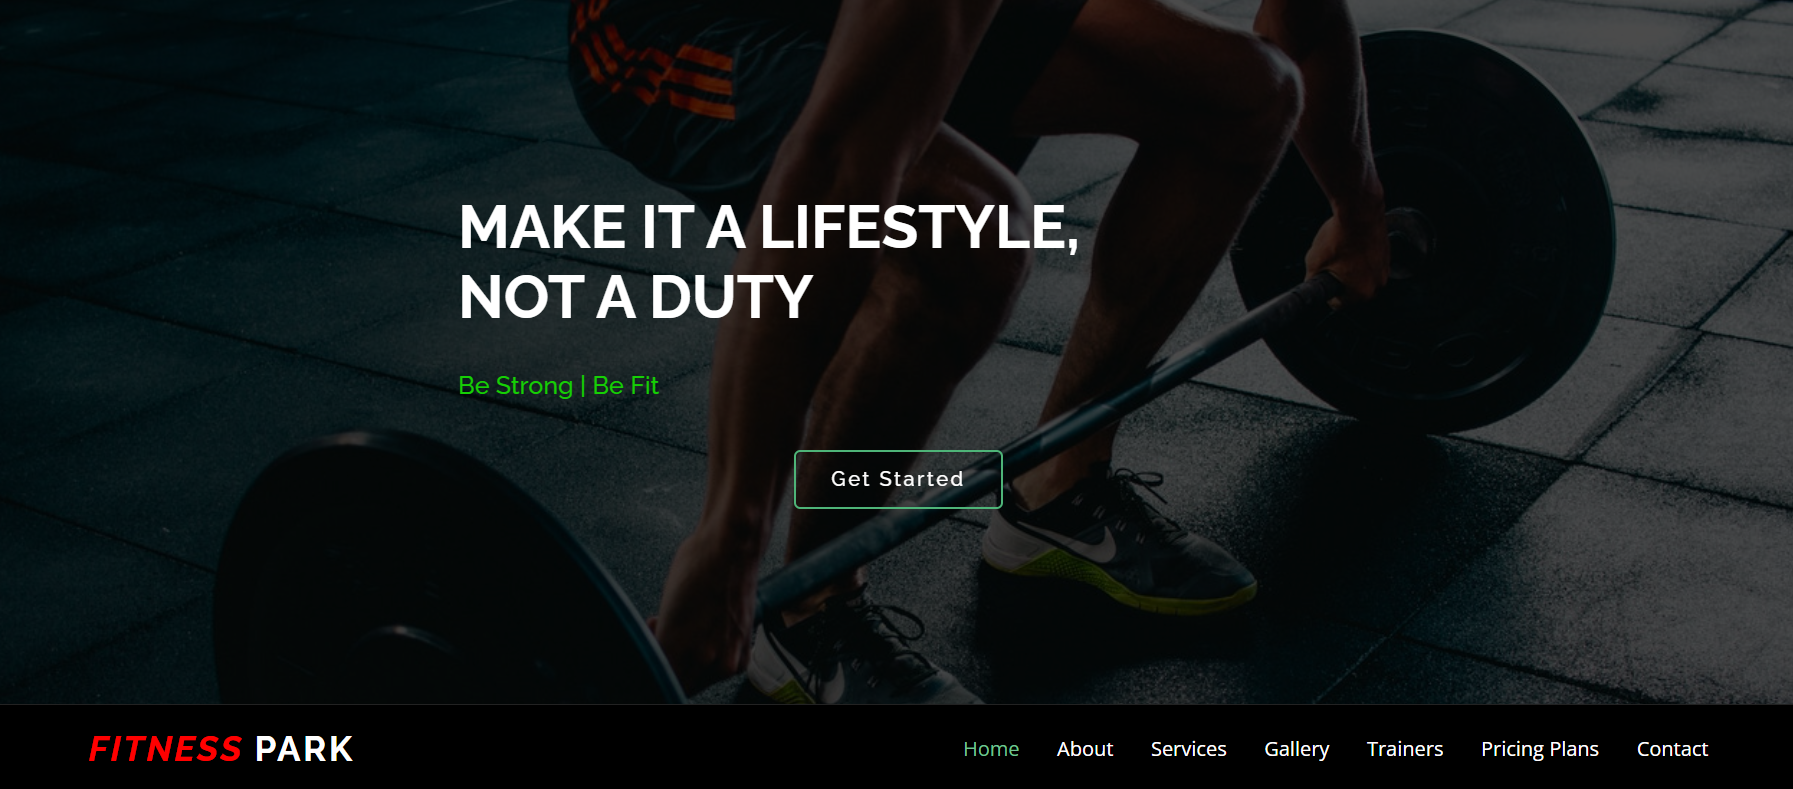 MAKE IT A LIFESTYLE,
NOT A DUTY
Be Strong | Be Fit
Get Started
FITNESS PARK
Home About Services Gallery Trainers Pricing Plans Contact